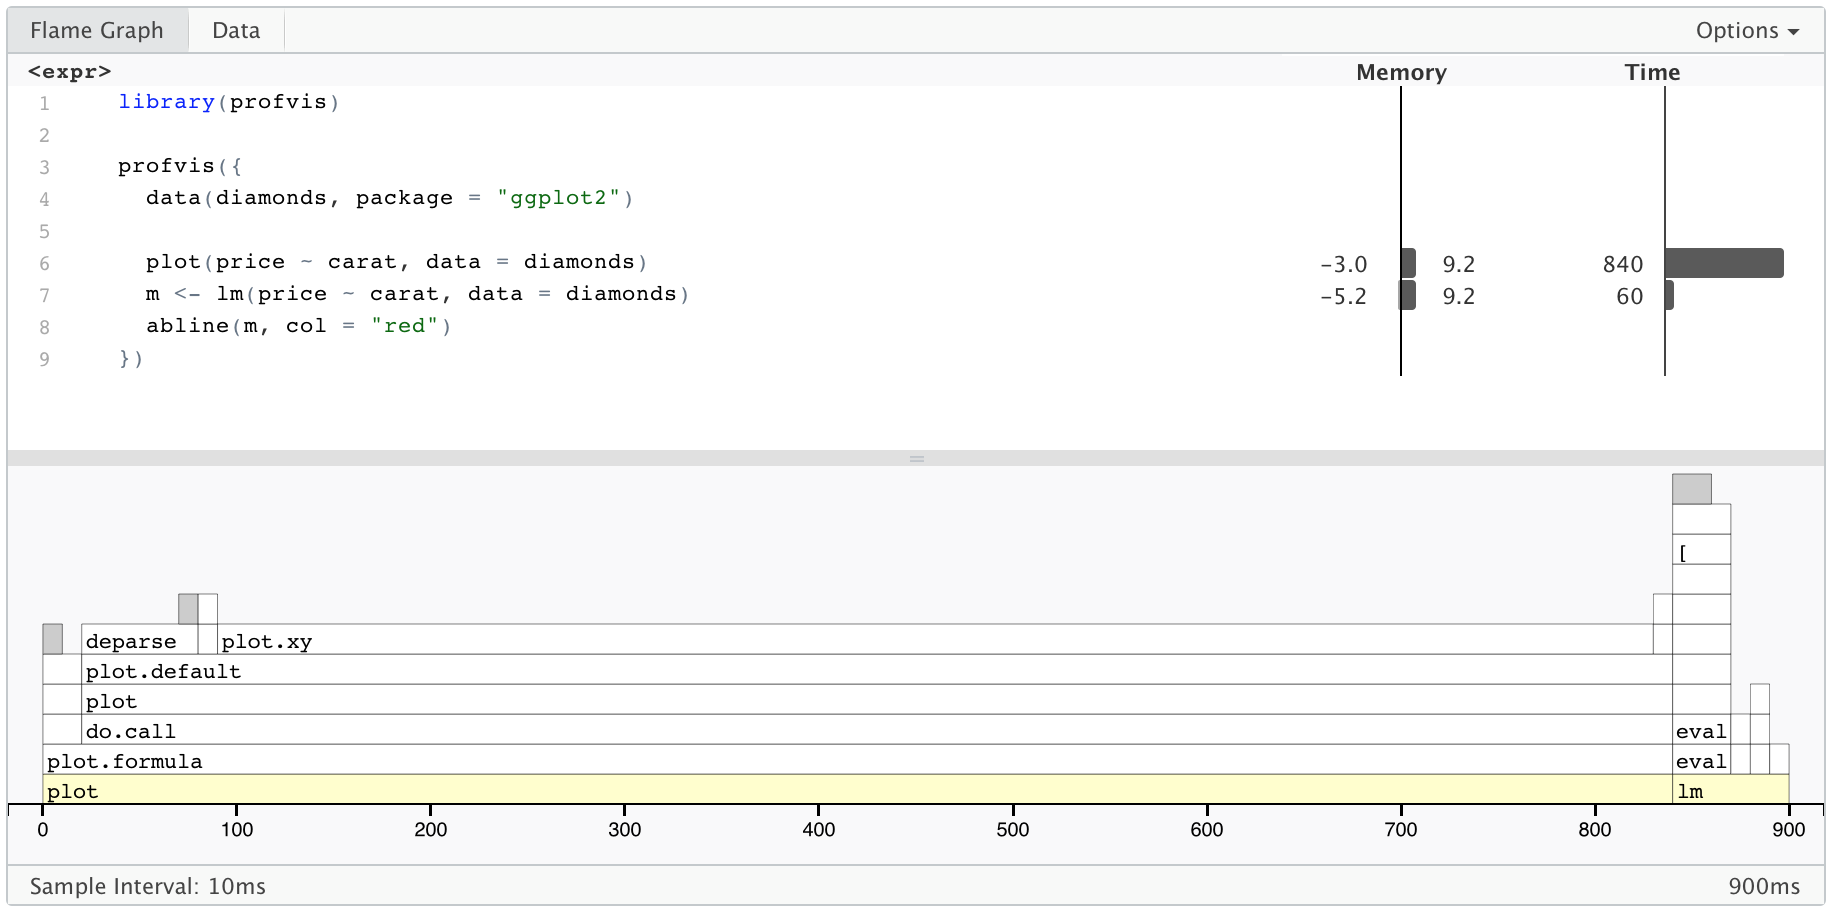 Flame Graph Data Options
<expr> Memory Time
1 library(profvis)
2
3 profvis({
4   data(diamonds, package = "ggplot2")
5
6   plot(price ~ carat, data = diamonds) −3.0 9.2 840
7   m <- lm(price ~ carat, data = diamonds) −5.2 9.2 60
8   abline(m, col = "red")
9 })
[
deparse plot.xy
plot.default
plot
do.call eval
plot.formula eval
plot lm
0 100 200 300 400 500 600 700 800 900
Sample Interval: 10ms 900ms